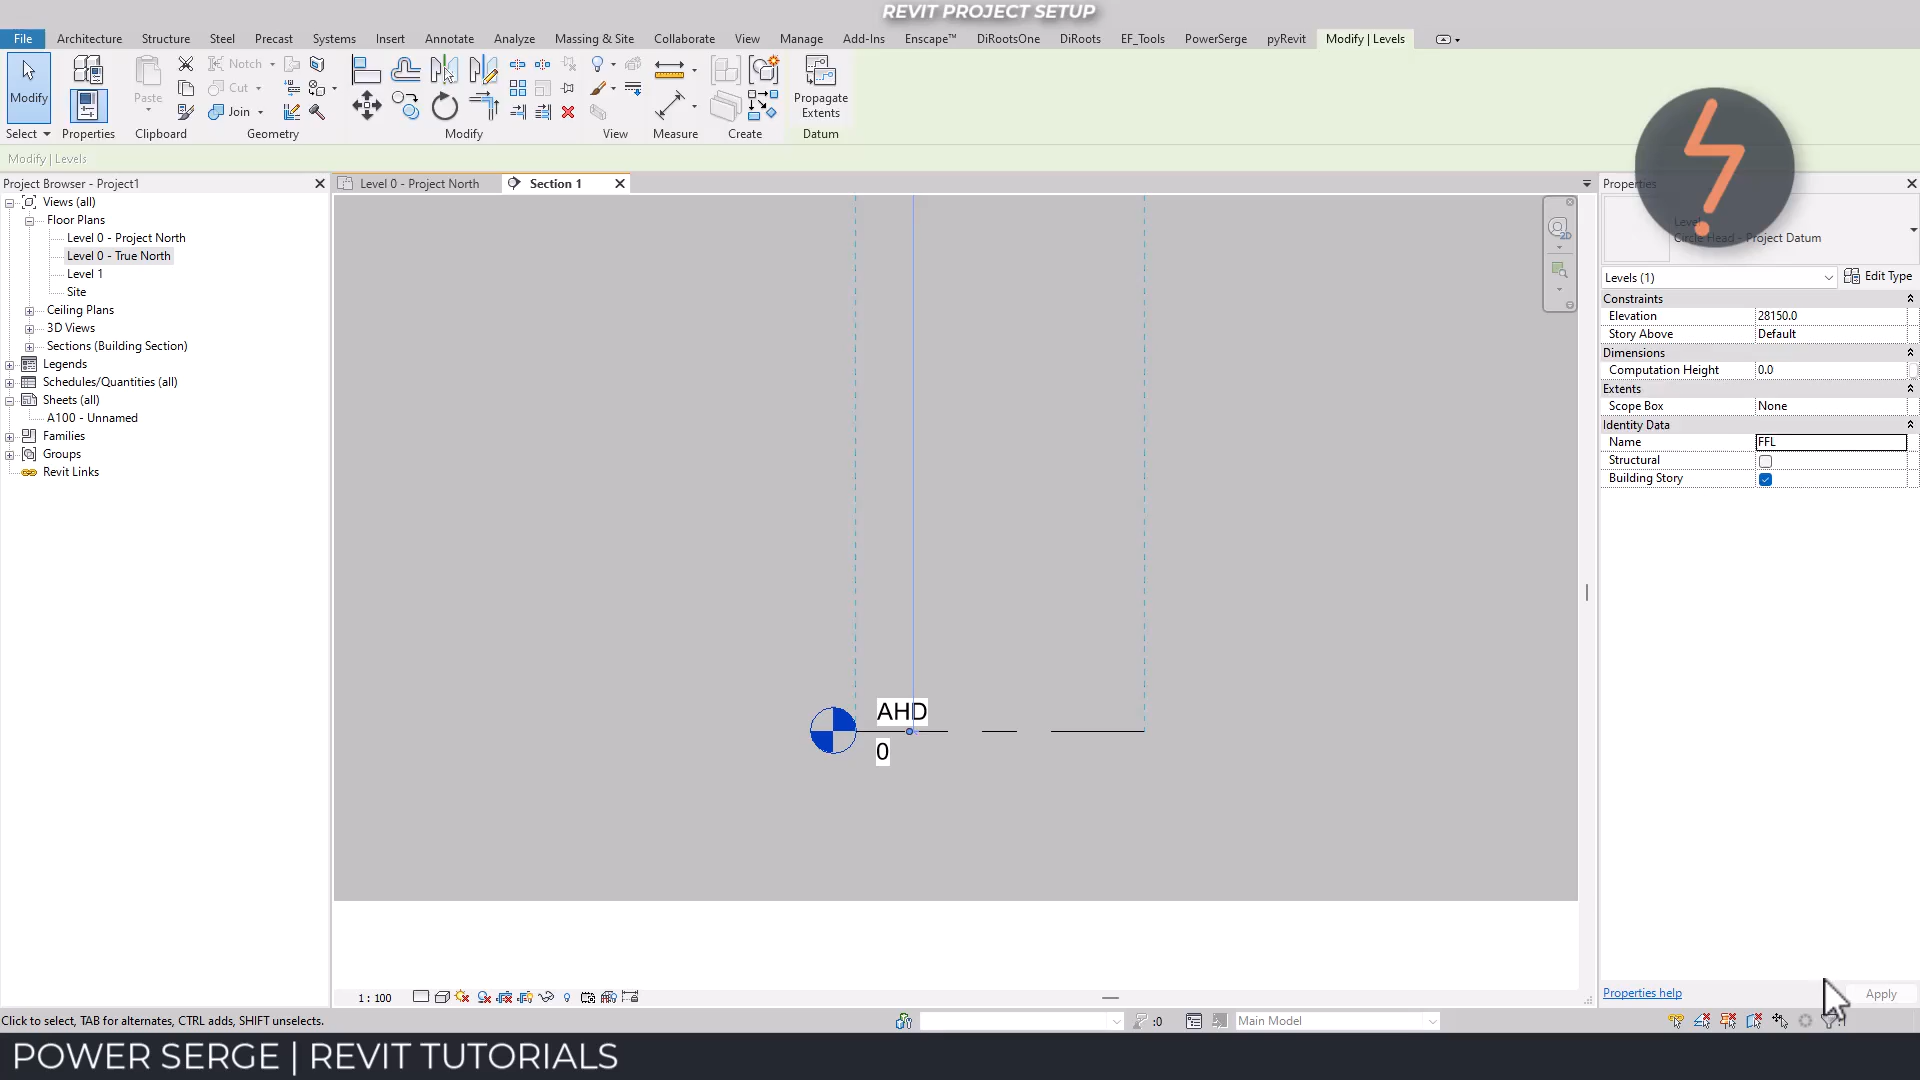 REVIT PROJECT SETUP
File Architecture Structure Steel Precast Systems Insert Annotate Analyze Massing & Site Collaborate View Manage Add-Ins Enscape™ DiRootsOne DiRoots EF_Tools PowerSerge pyRevit Modify | Levels
Modify Paste Notch Cut Join Propagate Extents
Select Properties Clipboard Geometry Modify View Measure Create Datum
Modify | Levels
Project Browser - Project1
Level 0 - Project North
Section 1
Properties
Views (all)
Floor Plans
Level 0 - Project North
Level 0 - True North
Level 1
Site
Ceiling Plans
3D Views
Sections (Building Section)
Legends
Schedules/Quantities (all)
Sheets (all)
A100 - Unnamed
Families
Groups
Revit Links
2D
AHD
0
Level
Circle Head - Project Datum
Levels (1) Edit Type
Constraints
Elevation 28150.0
Story Above Default
Dimensions
Computation Height 0.0
Extents
Scope Box None
Identity Data
Name FFL
Structural
Building Story
1 : 100
Properties help Apply
Click to select, TAB for alternates, CTRL adds, SHIFT unselects.
:0 Main Model
POWER SERGE | REVIT TUTORIALS